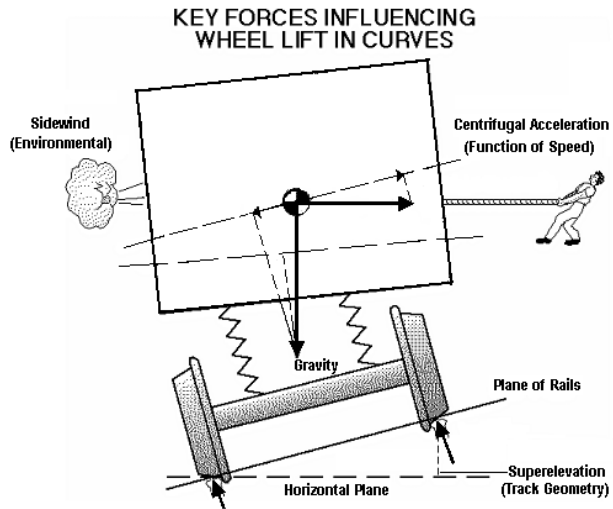 KEY FORCES INFLUENCING
WHEEL LIFT IN CURVES
Sidewind
(Environmental)
Centrifugal Acceleration
(Function of Speed)
Gravity
Plane of Rails
Superelevation
(Track Geometry)
Horizontal Plane